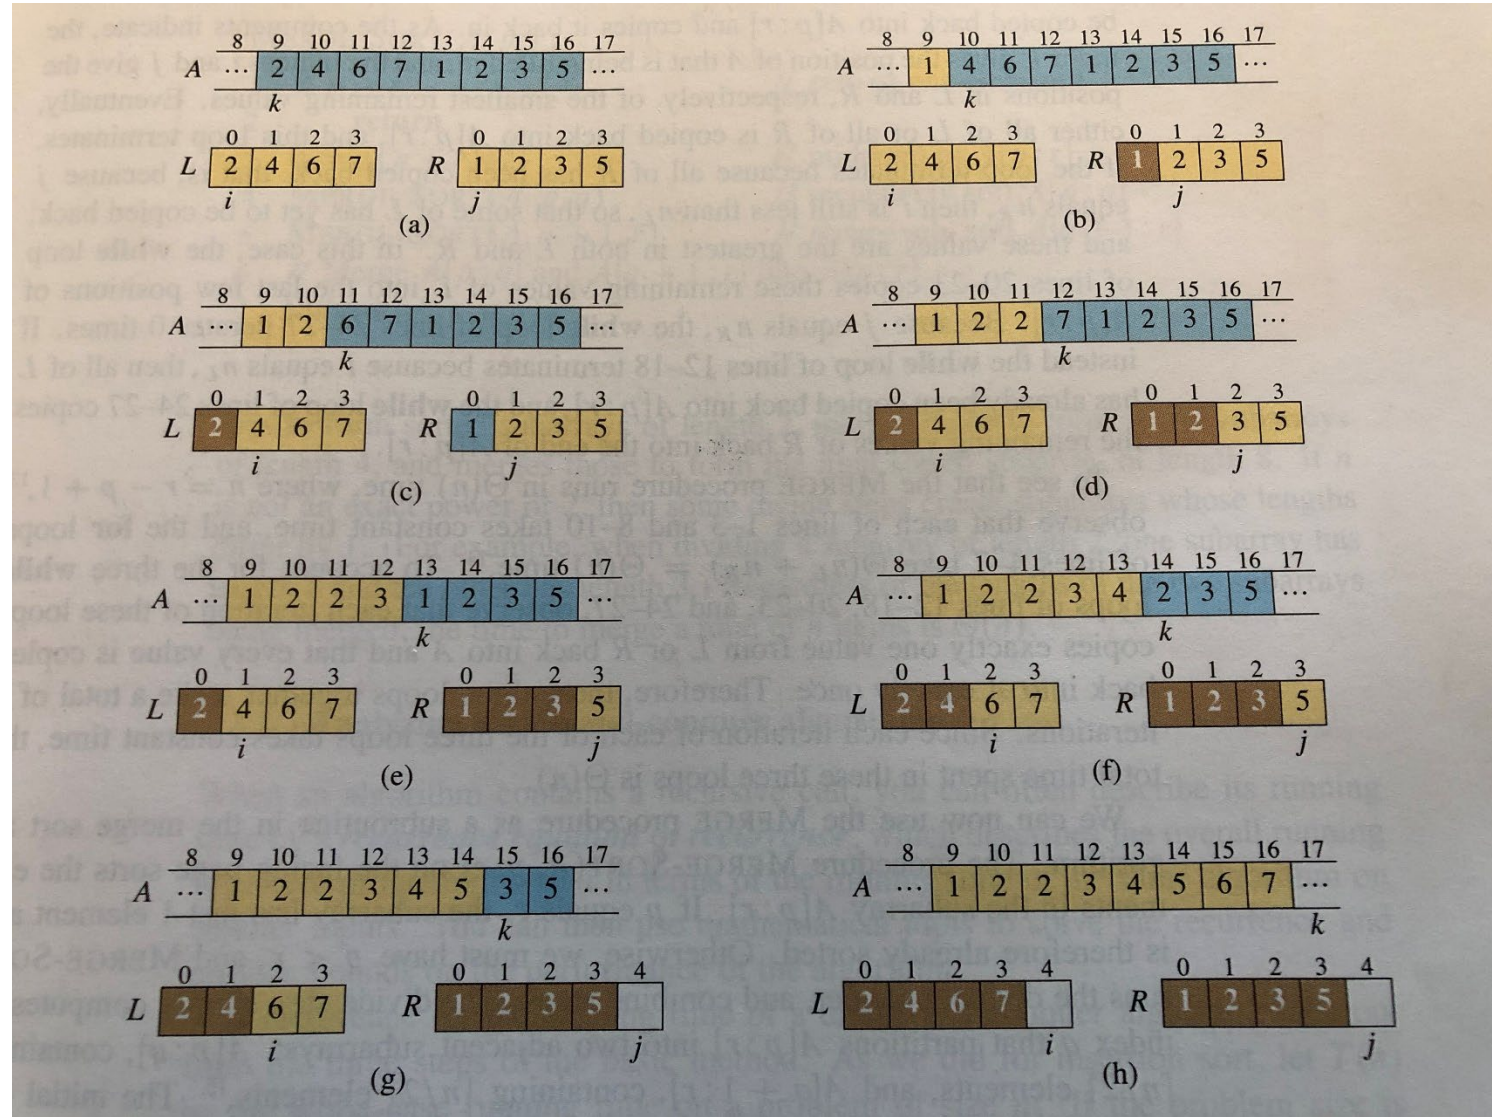 8 9 10 11 12 13 14 15 16 17
A ... 2 4 6 7 1 2 3 5 ...
k
0 1 2 3 0 1 2 3
L 2 4 6 7 R 1 2 3 5
i j
(a)
8 9 10 11 12 13 14 15 16 17
A ... 1 4 6 7 1 2 3 5 ...
k
0 1 2 3 0 1 2 3
L 2 4 6 7 R 1 2 3 5
i j
(b)
8 9 10 11 12 13 14 15 16 17
A ... 1 2 6 7 1 2 3 5 ...
k
0 1 2 3 0 1 2 3
L 2 4 6 7 R 1 2 3 5
i j
(c)
8 9 10 11 12 13 14 15 16 17
A ... 1 2 2 7 1 2 3 5 ...
k
0 1 2 3 0 1 2 3
L 2 4 6 7 R 1 2 3 5
i j
(d)
8 9 10 11 12 13 14 15 16 17
A ... 1 2 2 3 1 2 3 5 ...
k
0 1 2 3 0 1 2 3
L 2 4 6 7 R 1 2 3 5
i j
(e)
8 9 10 11 12 13 14 15 16 17
A ... 1 2 2 3 4 2 3 5 ...
k
0 1 2 3 0 1 2 3
L 2 4 6 7 R 1 2 3 5
i j
(f)
8 9 10 11 12 13 14 15 16 17
A ... 1 2 2 3 4 5 3 5 ...
k
0 1 2 3 0 1 2 3 4
L 2 4 6 7 R 1 2 3 5
i j
(g)
8 9 10 11 12 13 14 15 16 17
A ... 1 2 2 3 4 5 6 7 ...
k
0 1 2 3 4 0 1 2 3 4
L 2 4 6 7 R 1 2 3 5
i j
(h)